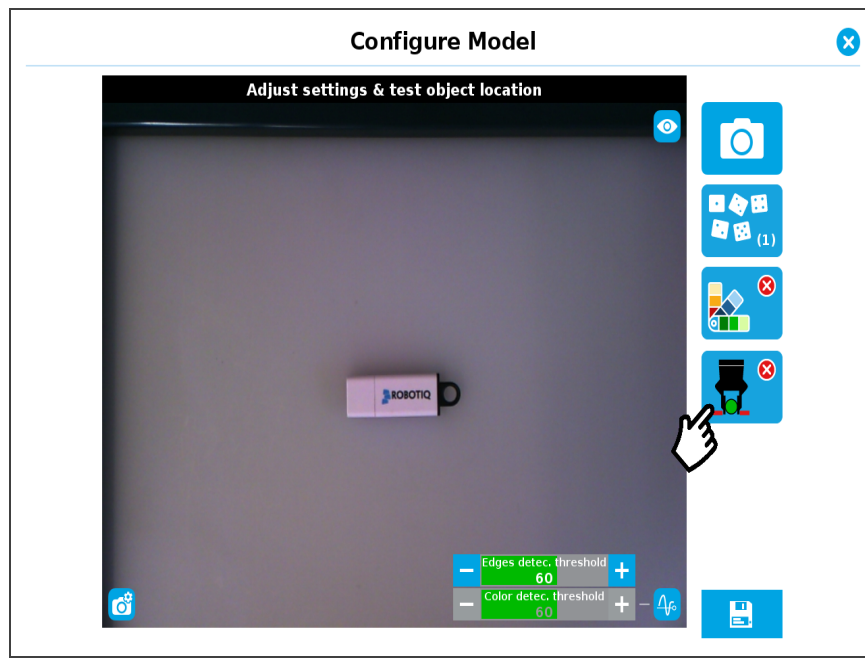 Configure Model
Adjust settings & test object location
(1)
ROBOTIQ
Edges detec. threshold
60
Color detec. threshold
60